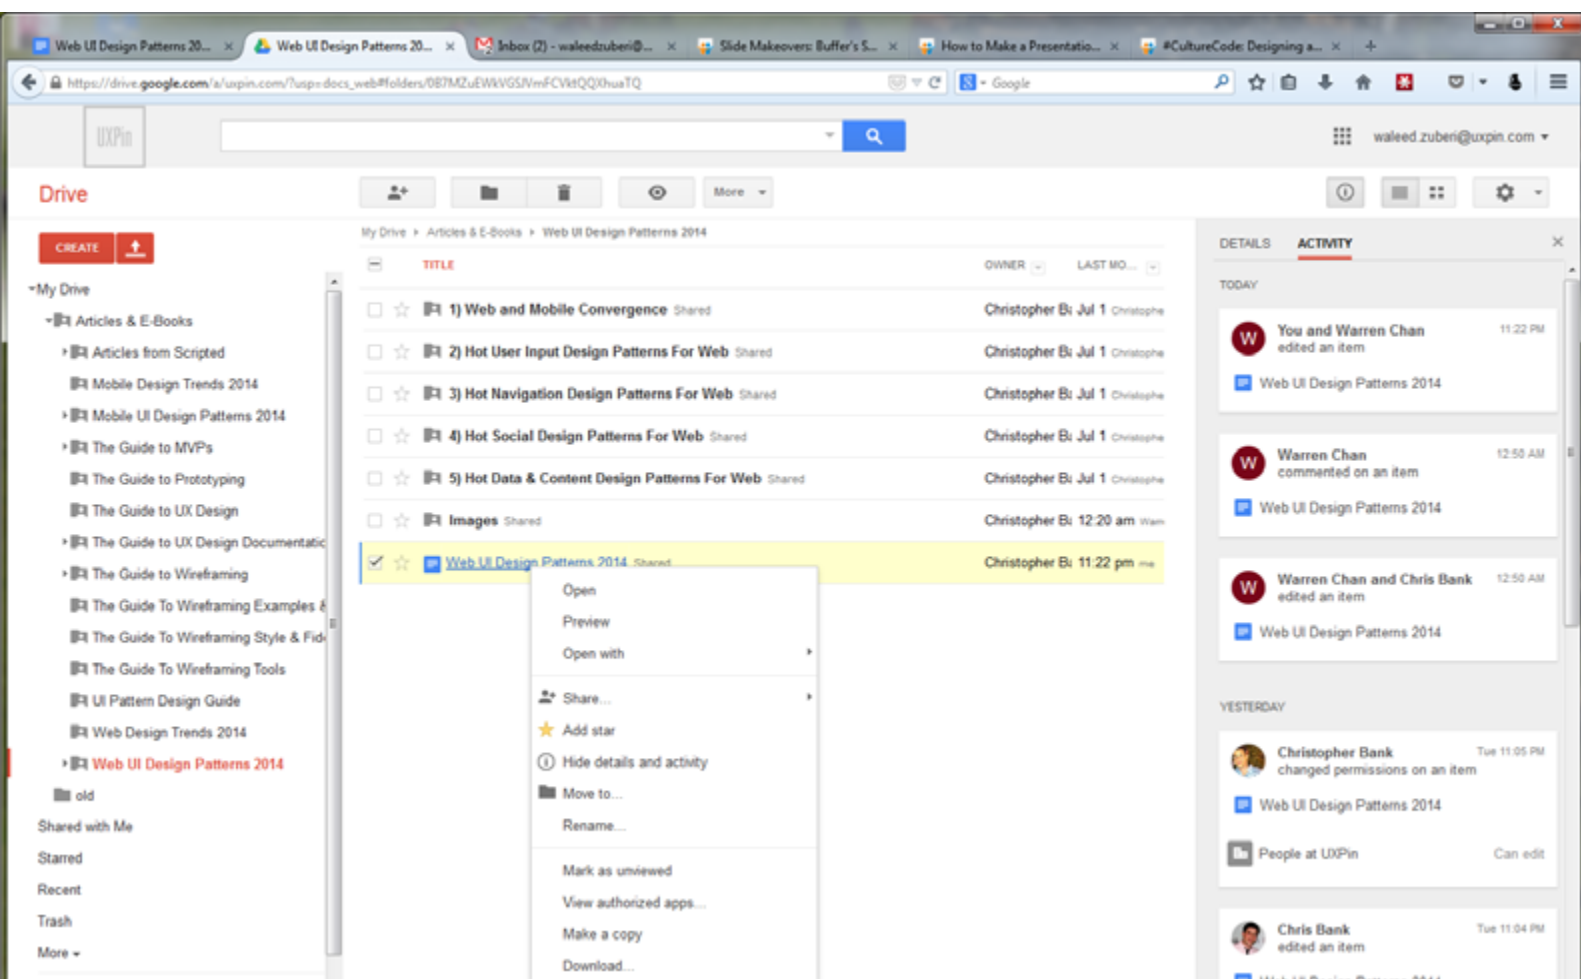 Web UI Design Patterns 20...
Web UI Design Patterns 20...
Inbox (2) - waleedzuberi@...
Slide Makeovers: Buffer's S...
How to Make a Presentatio...
#CultureCode: Designing a...
Google
UXPin
waleed.zuberi@uxpin.com
Drive
More
CREATE
My Drive
Articles & E-Books
Articles from Scripted
Mobile Design Trends 2014
Mobile UI Design Patterns 2014
The Guide to MVPs
The Guide to Prototyping
The Guide to UX Design
The Guide to UX Design Documentatic
The Guide to Wireframing
The Guide To Wireframing Examples &
The Guide To Wireframing Style & Fid
The Guide To Wireframing Tools
UI Pattern Design Guide
Web Design Trends 2014
Web UI Design Patterns 2014
old
Shared with Me
Starred
Recent
Trash
More
My Drive Articles & E-Books Web UI Design Patterns 2014
TITLE OWNER LAST MO...
1) Web and Mobile Convergence Shared Christopher Ba Jul 1 Christophe
2) Hot User Input Design Patterns For Web Shared Christopher Ba Jul 1 Christophe
3) Hot Navigation Design Patterns For Web Shared Christopher Ba Jul 1 Christophe
4) Hot Social Design Patterns For Web Shared Christopher Ba Jul 1 Christophe
5) Hot Data & Content Design Patterns For Web Shared Christopher Ba Jul 1 Christophe
Images Shared Christopher Ba 12:20 am Warr
Web UI Design Patterns 2014 Shared Christopher Ba 11:22 pm me
Open
Preview
Open with
Share...
Add star
Hide details and activity
Move to...
Rename...
Mark as unviewed
View authorized apps...
Make a copy
Download...
DETAILS ACTIVITY
TODAY
W
You and Warren Chan 11:22 PM
edited an item
Web UI Design Patterns 2014
W
Warren Chan 12:50 AM
commented on an item
Web UI Design Patterns 2014
W
Warren Chan and Chris Bank 12:50 AM
edited an item
Web UI Design Patterns 2014
YESTERDAY
Christopher Bank Tue 11:05 PM
changed permissions on an item
Web UI Design Patterns 2014
People at UXPin Can edit
Chris Bank Tue 11:04 PM
edited an item